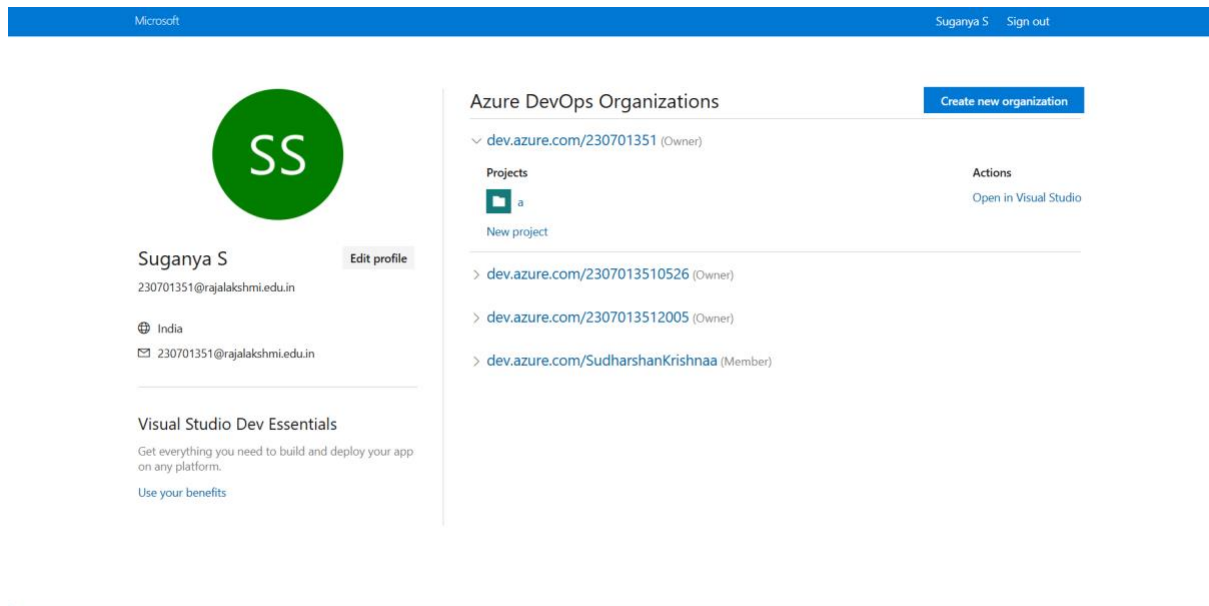 Microsoft
Suganya S Sign out
SS
Suganya S
Edit profile
230701351@rajalakshmi.edu.in
India
230701351@rajalakshmi.edu.in
Visual Studio Dev Essentials
Get everything you need to build and deploy your app
on any platform.
Use your benefits
Azure DevOps Organizations
Create new organization
dev.azure.com/230701351 (Owner)
Projects
Actions
a
Open in Visual Studio
New project
dev.azure.com/2307013510526 (Owner)
dev.azure.com/2307013512005 (Owner)
dev.azure.com/SudharshanKrishnaa (Member)